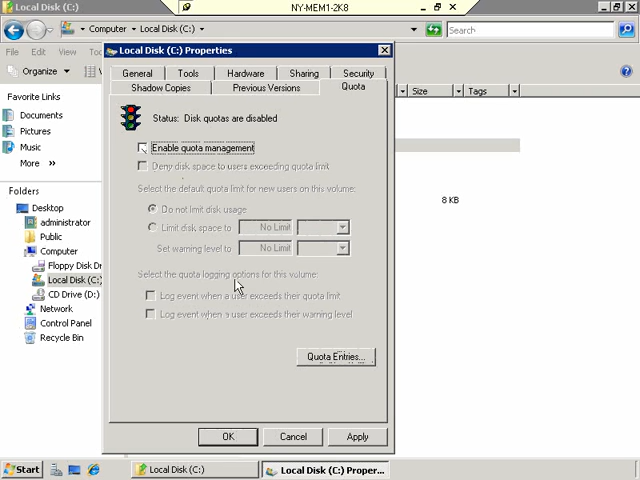 Local Disk (C:)
NY-MEM1-2K8
Computer
Local Disk (C:)
Search
File
Edit
Organize
Size
Tags
Favorite Links
Documents
Pictures
Music
More »
Folders
Desktop
administrator
Public
Computer
Floppy Disk Dr
Local Disk (C:
CD Drive (D:)
Network
Control Panel
Recycle Bin
8 KB
Local Disk (C:) Properties
General
Tools
Hardware
Sharing
Security
Shadow Copies
Previous Versions
Quota
Status: Disk quotas are disabled
Enable quota management
Deny disk space to users exceeding quota limit
Select the default quota limit for new users on this volume:
Do not limit disk usage
Limit disk space to
No Limit
Set warning level to
No Limit
Select the quota logging options for this volume:
Log event when a user exceeds their quota limit
Log event when a user exceeds their warning level
Quota Entries...
OK
Cancel
Apply
Start
Local Disk (C:)
Local Disk (C:) Proper...